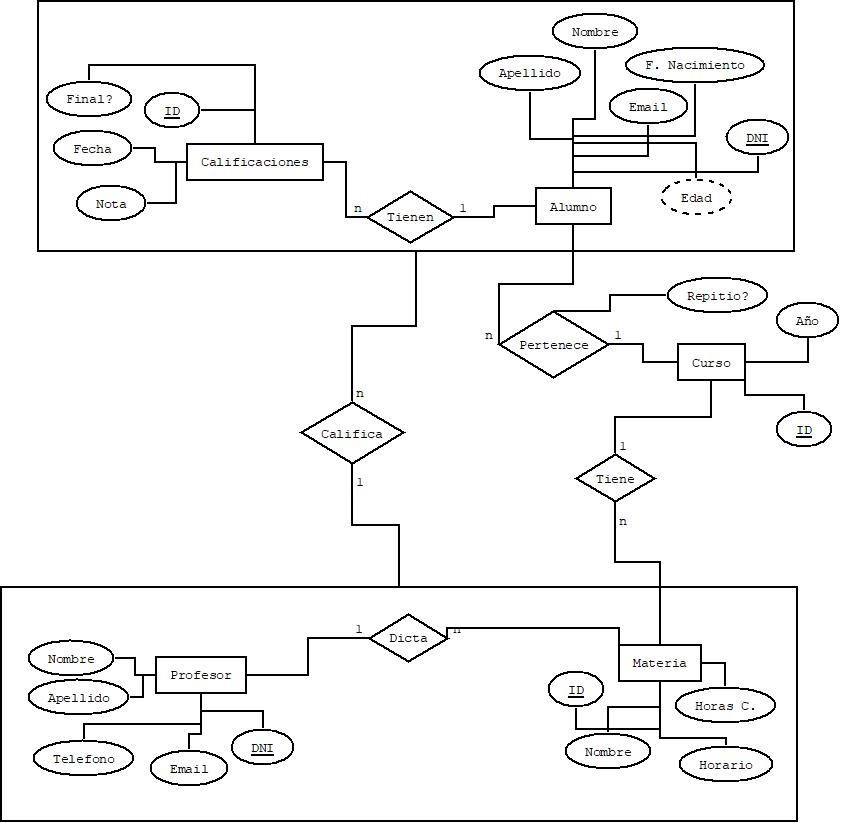 Nombre
Apellido
F. Nacimiento
Final?
ID
Email
DNI
Fecha
Calificaciones
Nota
Edad
n
Tienen
1
Alumno
Repitio?
Año
n
Pertenece
1
Curso
n
Califica
ID
1
Tiene
1
n
1
Dicta
n
Nombre
Profesor
Materia
Apellido
ID
Horas C.
Telefono
Email
DNI
Nombre
Horario